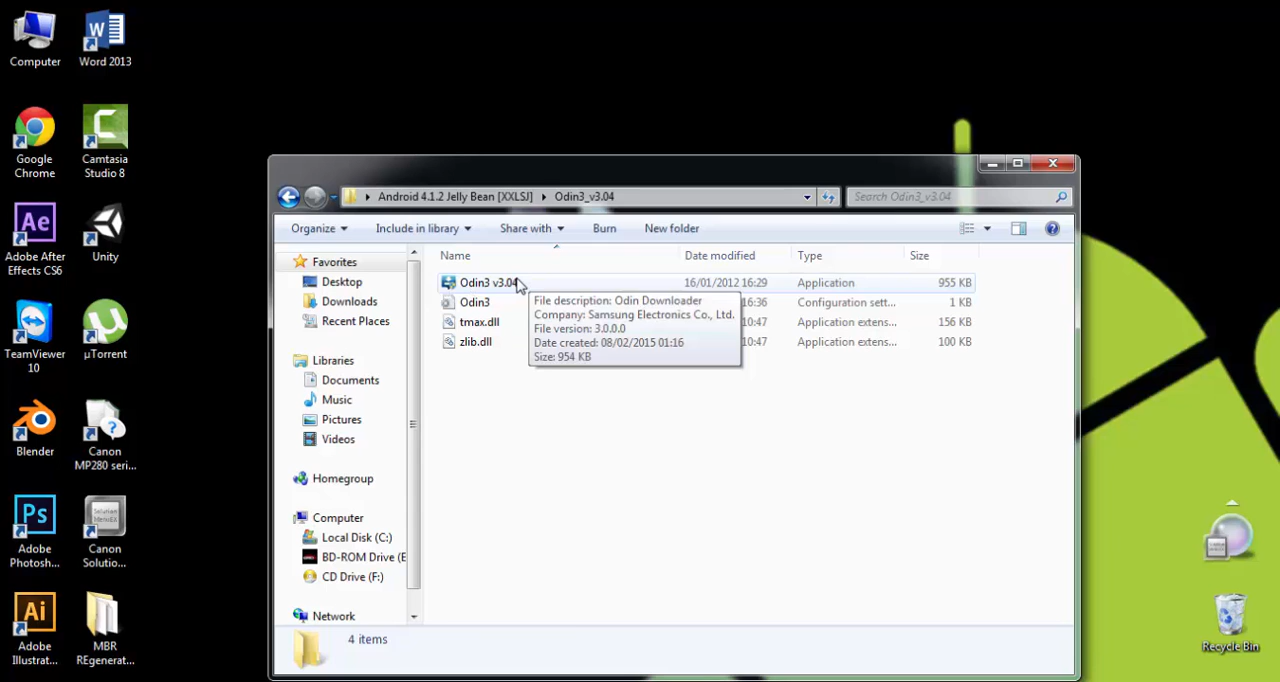 Computer
Word 2013
Google
Chrome
Camtasia
Studio 8
Adobe After
Effects CS6
Unity
TeamViewer
10
µTorrent
Blender
Canon
MP280 seri...
Adobe
Photosh...
Canon
Solutio...
Adobe
Illustrat...
MBR
REgenerat...
Android 4.1.2 Jelly Bean [XXLSJ]
Odin3_v3.04
Search Odin3_v3.04
Organize
Include in library
Share with
Burn
New folder
Name
Date modified
Type
Size
Favorites
Desktop
Downloads
Recent Places
Libraries
Documents
Music
Pictures
Videos
Homegroup
Computer
Local Disk (C:)
BD-ROM Drive (E
CD Drive (F:)
Network
Odin3 v3.04
16/01/2012 16:29
Application
955 KB
Odin3
16:36
Configuration sett...
1 KB
tmax.dll
10:47
Application extens...
156 KB
zlib.dll
10:47
Application extens...
100 KB
File description: Odin Downloader
Company: Samsung Electronics Co., Ltd.
File version: 3.0.0.0
Date created: 08/02/2015 01:16
Size: 954 KB
4 items
Recycle Bin